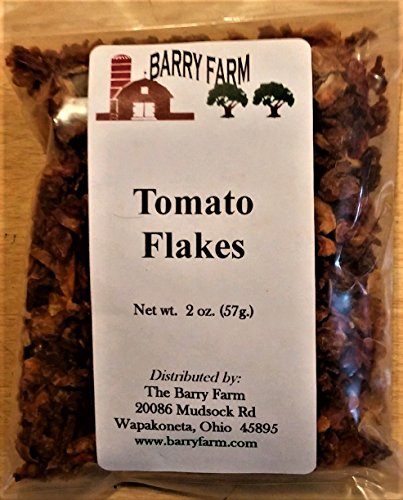 BARRY FARM
Tomato
Flakes
Net wt. 2 oz. (57g.)
Distributed by:
The Barry Farm
20086 Mudsock Rd
Wapakoneta, Ohio 45895
www.barryfarm.com